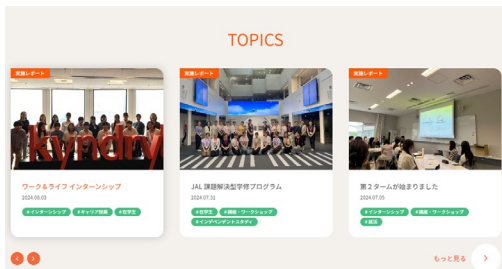 TOPICS
実施レポート
実施レポート
実施レポート
kyndryl
ワーク＆ライフ インターンシップ
2024.09.03
#インターンシップ #キャリア授業 #在学生
JAL 課題解決型学修プログラム
2024.07.31
#在学生 #講座・ワークショップ
#インデペンデントスタディ
第２タームが始まりました
2024.07.05
#インターンシップ #講座・ワークショップ
#就活
もっと見る